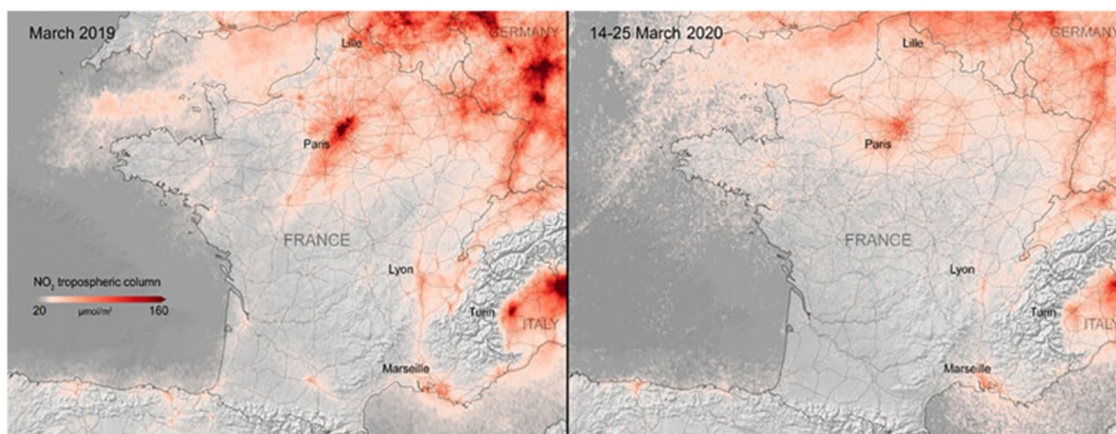 March 2019
Lille
GERMANY
Paris
FRANCE
Lyon
NO₂ tropospheric column
20 160
µmol/m²
Turin
ITALY
Marseille
14-25 March 2020
Lille
GERMANY
Paris
FRANCE
Lyon
Turin
ITALY
Marseille